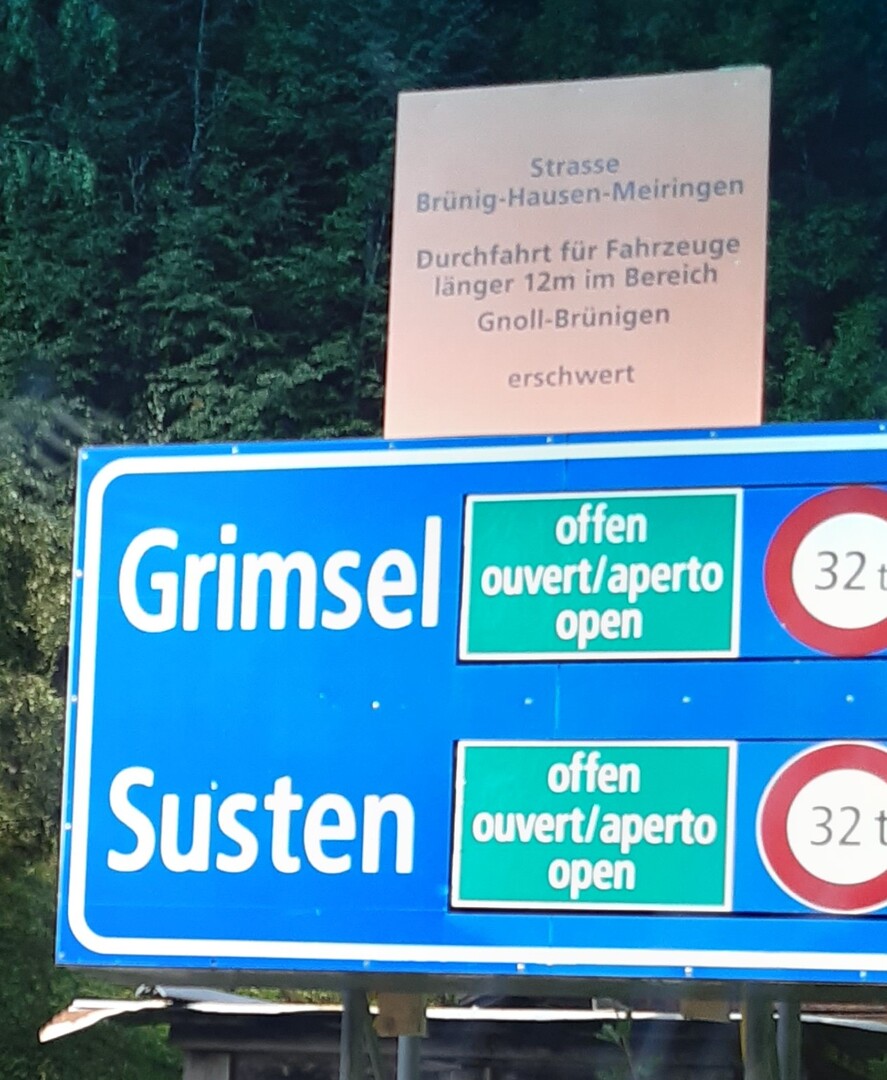 Strasse
Brünig-Hausen-Meiringen
Durchfahrt für Fahrzeuge
länger 12m im Bereich
Gnoll-Brünigen
erschwert
Grimsel
offen
ouvert/aperto
open
32 t
Susten
offen
ouvert/aperto
open
32 t